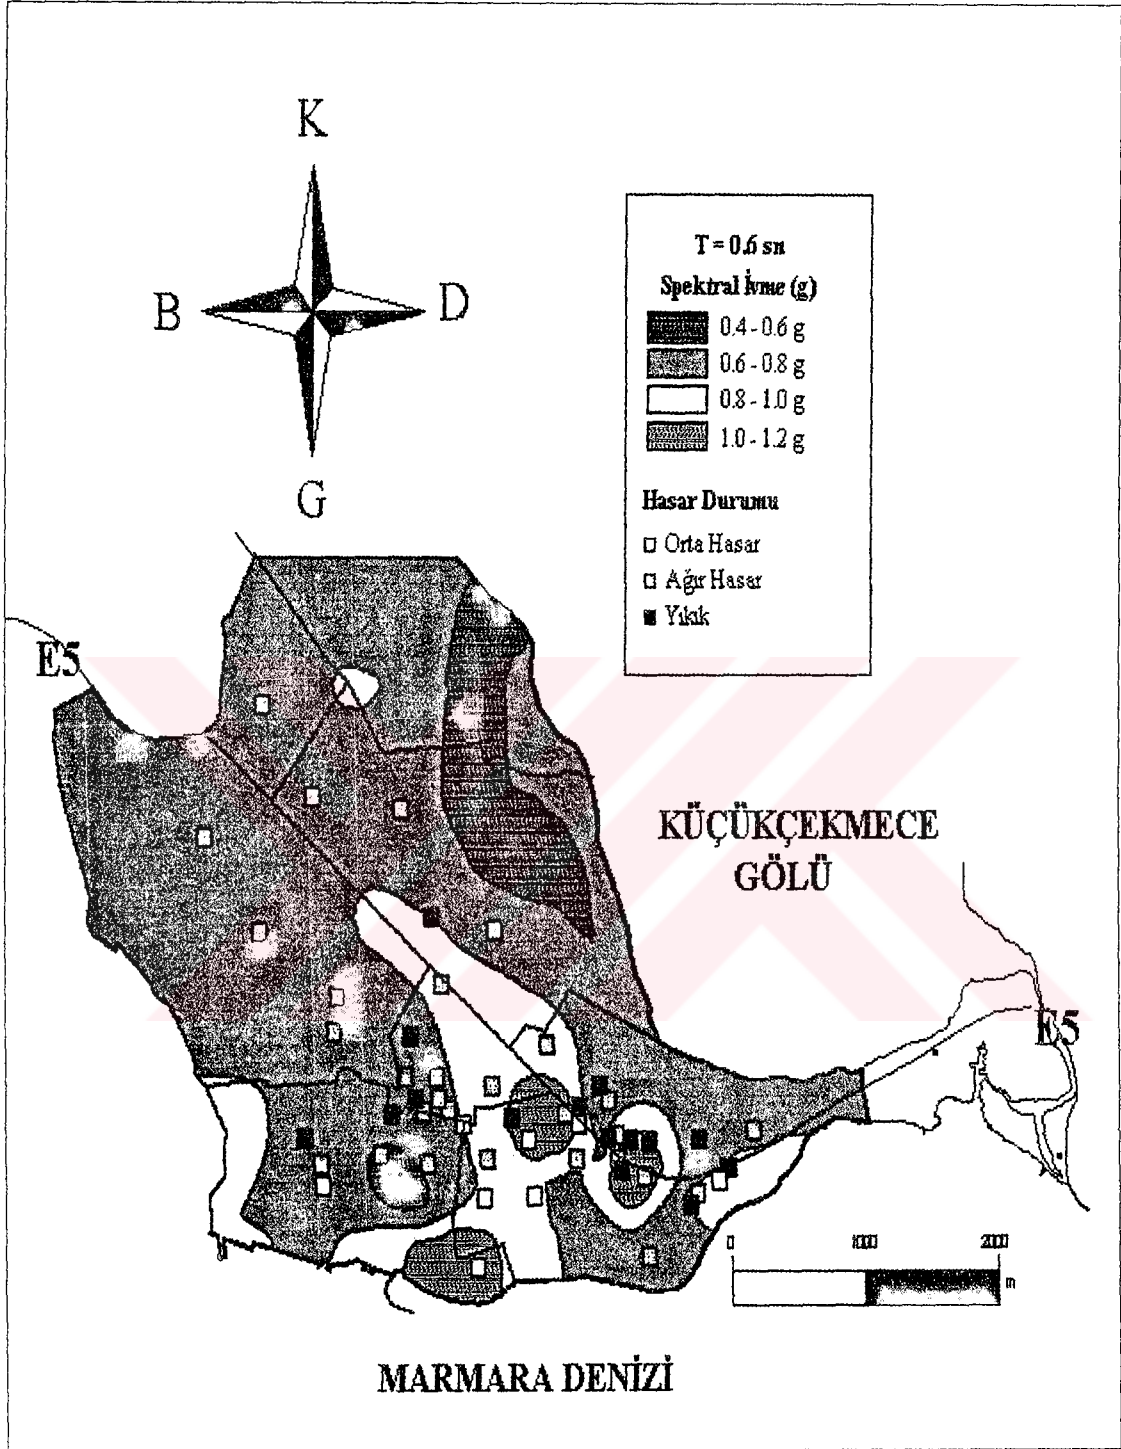 K
B
D
G
T = 0.6 sn
Spektral İvme (g)
0.4 - 0.6 g
0.6 - 0.8 g
0.8 - 1.0 g
1.0 - 1.2 g
Hasar Durumu
Orta Hasar
Ağır Hasar
Yıkık
E5
KÜÇÜKÇEKMECE
GÖLÜ
E5
0 1000 2000
m
MARMARA DENİZİ